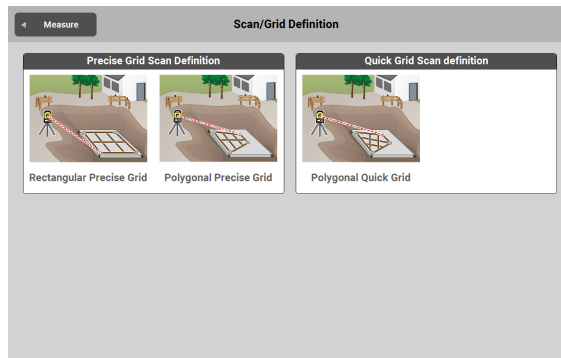 Measure
Scan/Grid Definition
Precise Grid Scan Definition
Quick Grid Scan definition
Rectangular Precise Grid
Polygonal Precise Grid
Polygonal Quick Grid